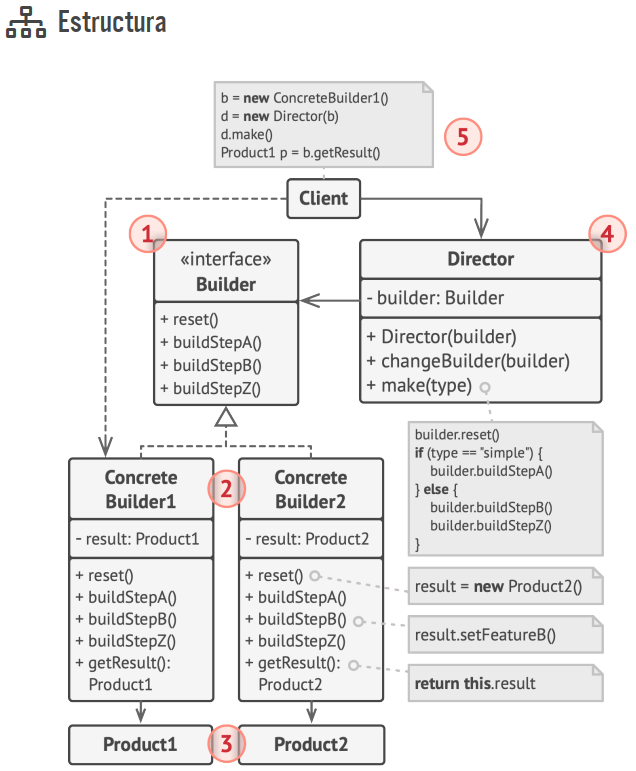 Estructura
b = new ConcreteBuilder1()
d = new Director(b)
d.make()
Product1 p = b.getResult()
5
Client
1
«interface»
Builder
+ reset()
+ buildStepA()
+ buildStepB()
+ buildStepZ()
4
Director
- builder: Builder
+ Director(builder)
+ changeBuilder(builder)
+ make(type)
builder.reset()
if (type == "simple") {
builder.buildStepA()
} else {
builder.buildStepB()
builder.buildStepZ()
}
2
Concrete
Builder1
- result: Product1
+ reset()
+ buildStepA()
+ buildStepB()
+ buildStepZ()
+ getResult():
Product1
Concrete
Builder2
- result: Product2
+ reset()
+ buildStepA()
+ buildStepB()
+ buildStepZ()
+ getResult():
Product2
result = new Product2()
result.setFeatureB()
return this.result
Product1
3
Product2